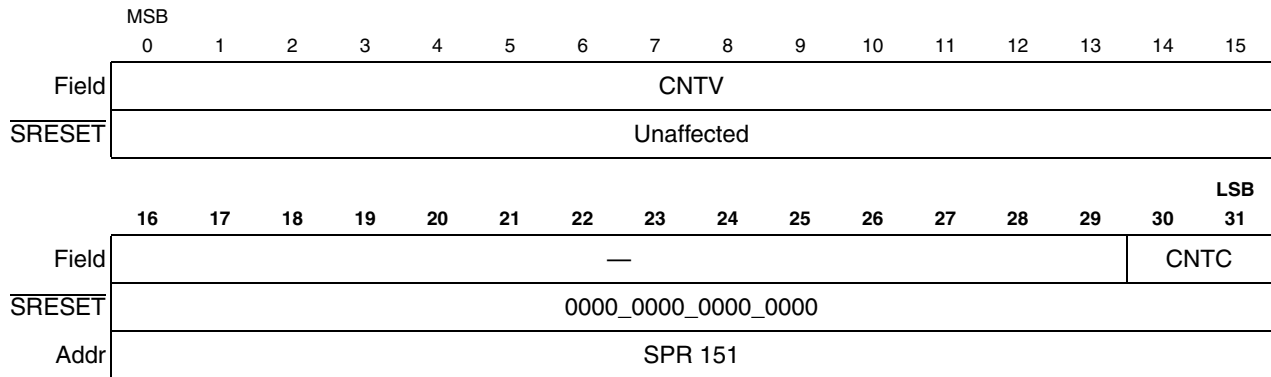 MSB
0 1 2 3 4 5 6 7 8 9 10 11 12 13 14 15
Field CNTV
SRESET Unaffected
LSB
16 17 18 19 20 21 22 23 24 25 26 27 28 29 30 31
Field — CNTC
SRESET 0000_0000_0000_0000
Addr SPR 151